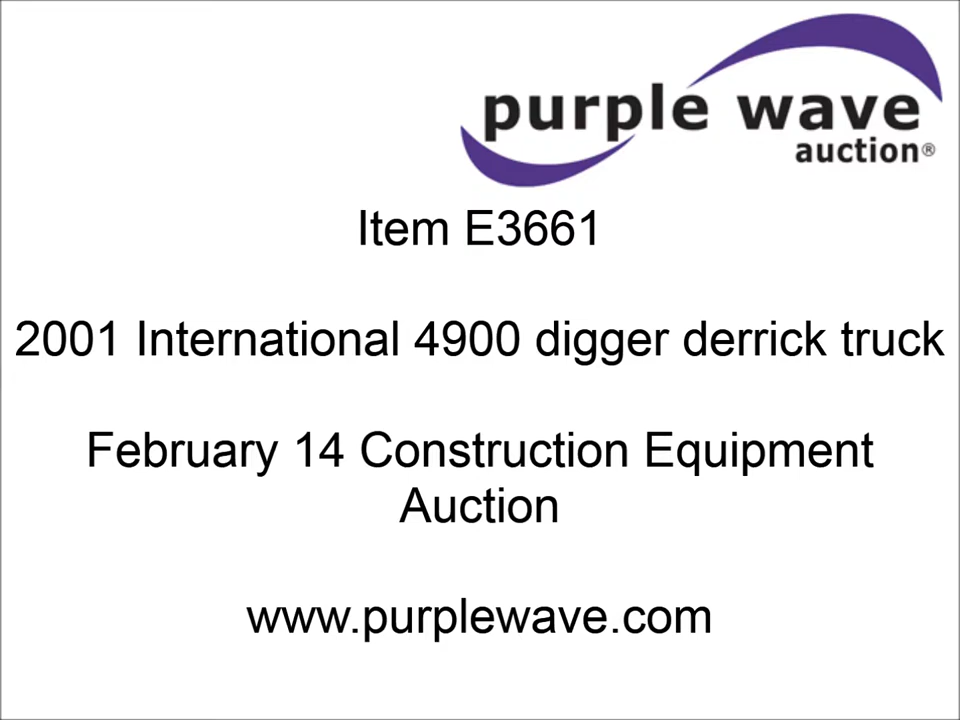 purple wave
auction®
Item E3661
2001 International 4900 digger derrick truck
February 14 Construction Equipment
Auction
www.purplewave.com